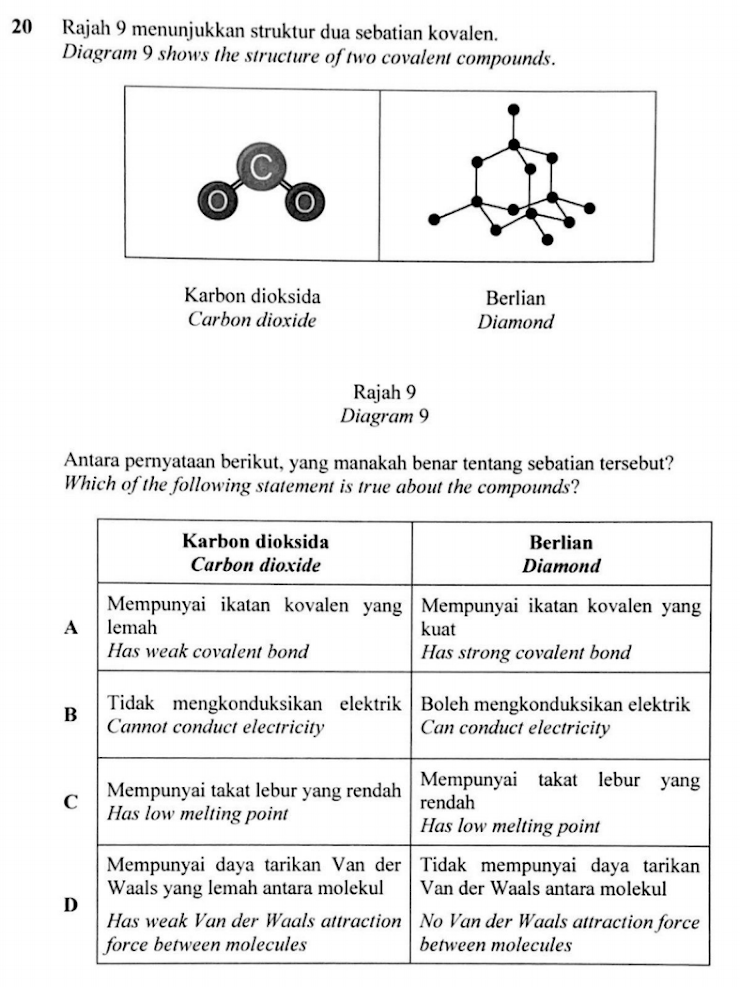 20 Rajah 9 menunjukkan struktur dua sebatian kovalen.
Diagram 9 shows the structure of two covalent compounds.
C
O O
Karbon dioksida
Carbon dioxide
Berlian
Diamond
Rajah 9
Diagram 9
Antara pernyataan berikut, yang manakah benar tentang sebatian tersebut?
Which of the following statement is true about the compounds?
Karbon dioksida
Carbon dioxide
Berlian
Diamond
A
Mempunyai ikatan kovalen yang
lemah
Has weak covalent bond
Mempunyai ikatan kovalen yang
kuat
Has strong covalent bond
B
Tidak mengkonduksikan elektrik
Cannot conduct electricity
Boleh mengkonduksikan elektrik
Can conduct electricity
C
Mempunyai takat lebur yang rendah
Has low melting point
Mempunyai takat lebur yang
rendah
Has low melting point
D
Mempunyai daya tarikan Van der
Waals yang lemah antara molekul
Has weak Van der Waals attraction
force between molecules
Tidak mempunyai daya tarikan
Van der Waals antara molekul
No Van der Waals attraction force
between molecules